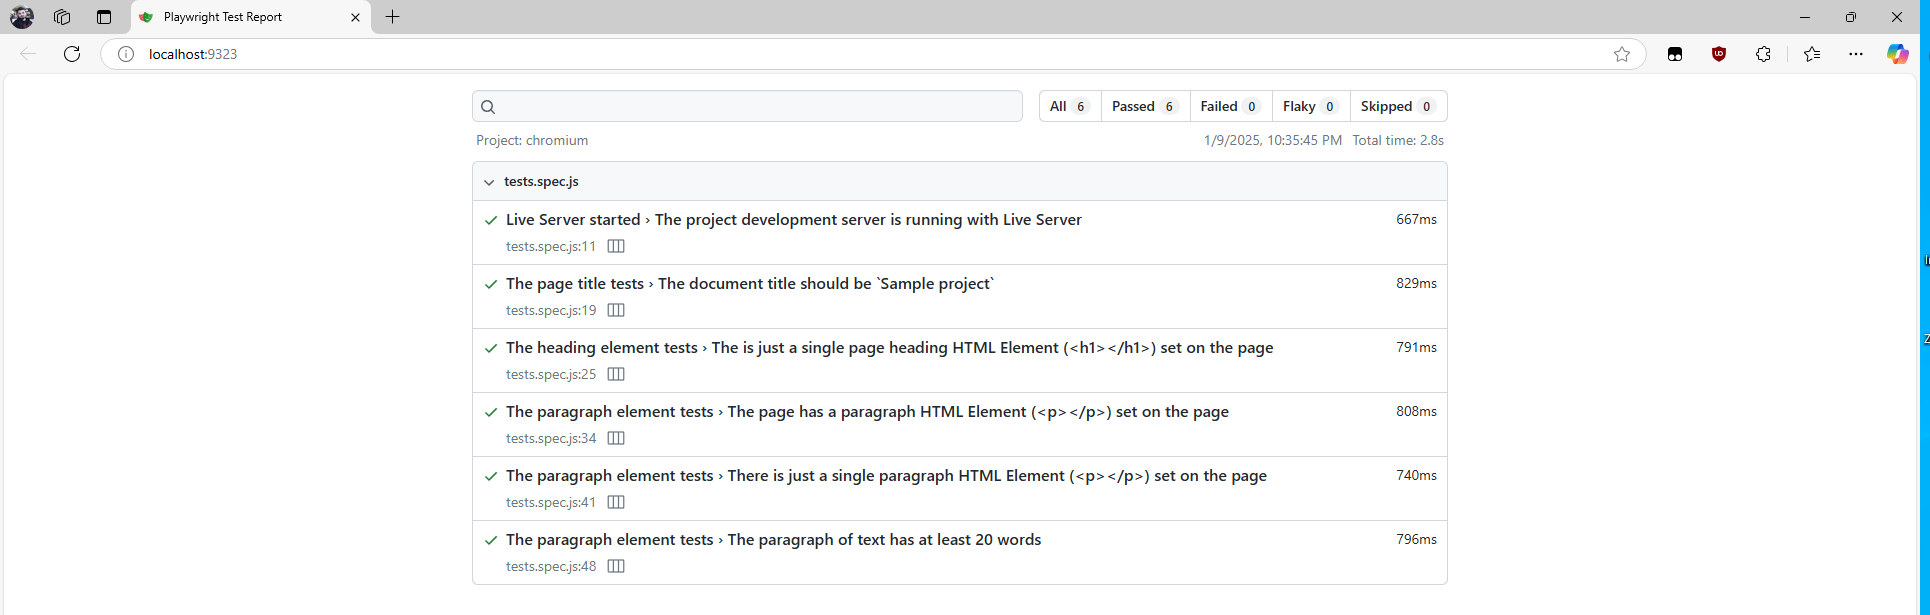 Playwright Test Report
localhost:9323
All 6 Passed 6 Failed 0 Flaky 0 Skipped 0
Project: chromium 1/9/2025, 10:35:45 PM Total time: 2.8s
tests.spec.js
Live Server started › The project development server is running with Live Server 667ms
tests.spec.js:11
The page title tests › The document title should be `Sample project` 829ms
tests.spec.js:19
The heading element tests › The is just a single page heading HTML Element (<h1></h1>) set on the page 791ms
tests.spec.js:25
The paragraph element tests › The page has a paragraph HTML Element (<p></p>) set on the page 808ms
tests.spec.js:34
The paragraph element tests › There is just a single paragraph HTML Element (<p></p>) set on the page 740ms
tests.spec.js:41
The paragraph element tests › The paragraph of text has at least 20 words 796ms
tests.spec.js:48